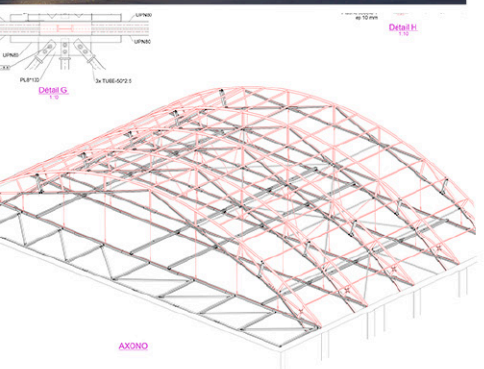 UPN80
UPN80
UPN80
PL8*120
3x TUBE-50*2.5
Détail G
1:10
ep 10 mm
Détail H
1:10
AXONO